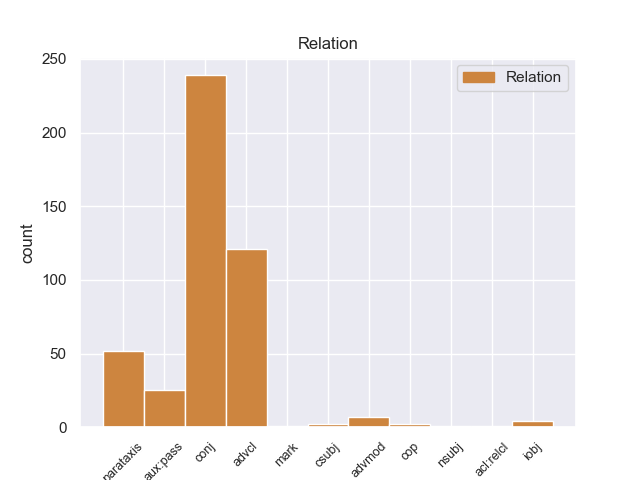 Relation
Relation
count
250
200
150
100
50
0
parataxis
aux:pass
conj
advcl
mark
csubj
advmod
cop
nsubj
acl:relcl
iobj